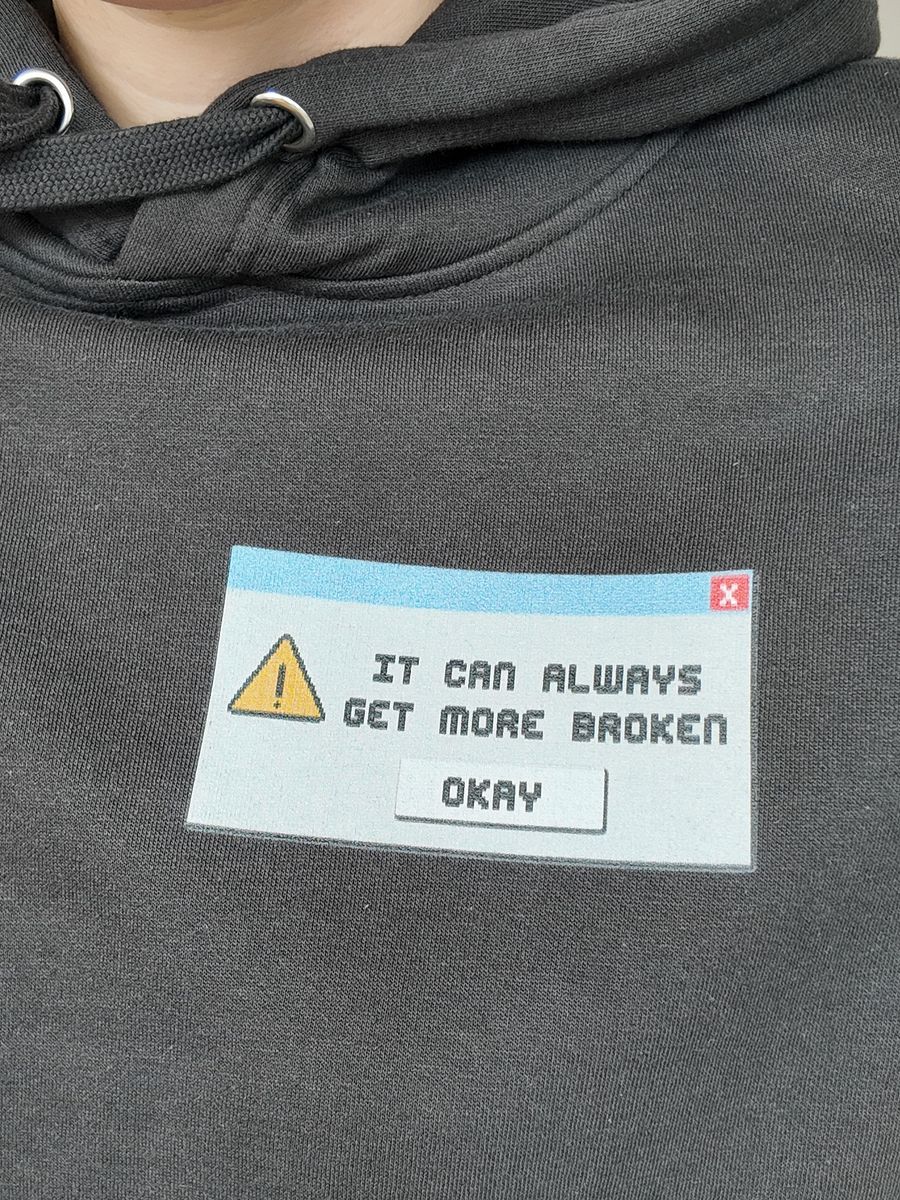 X
IT CAN ALWAYS
GET MORE BROKEN
OKAY